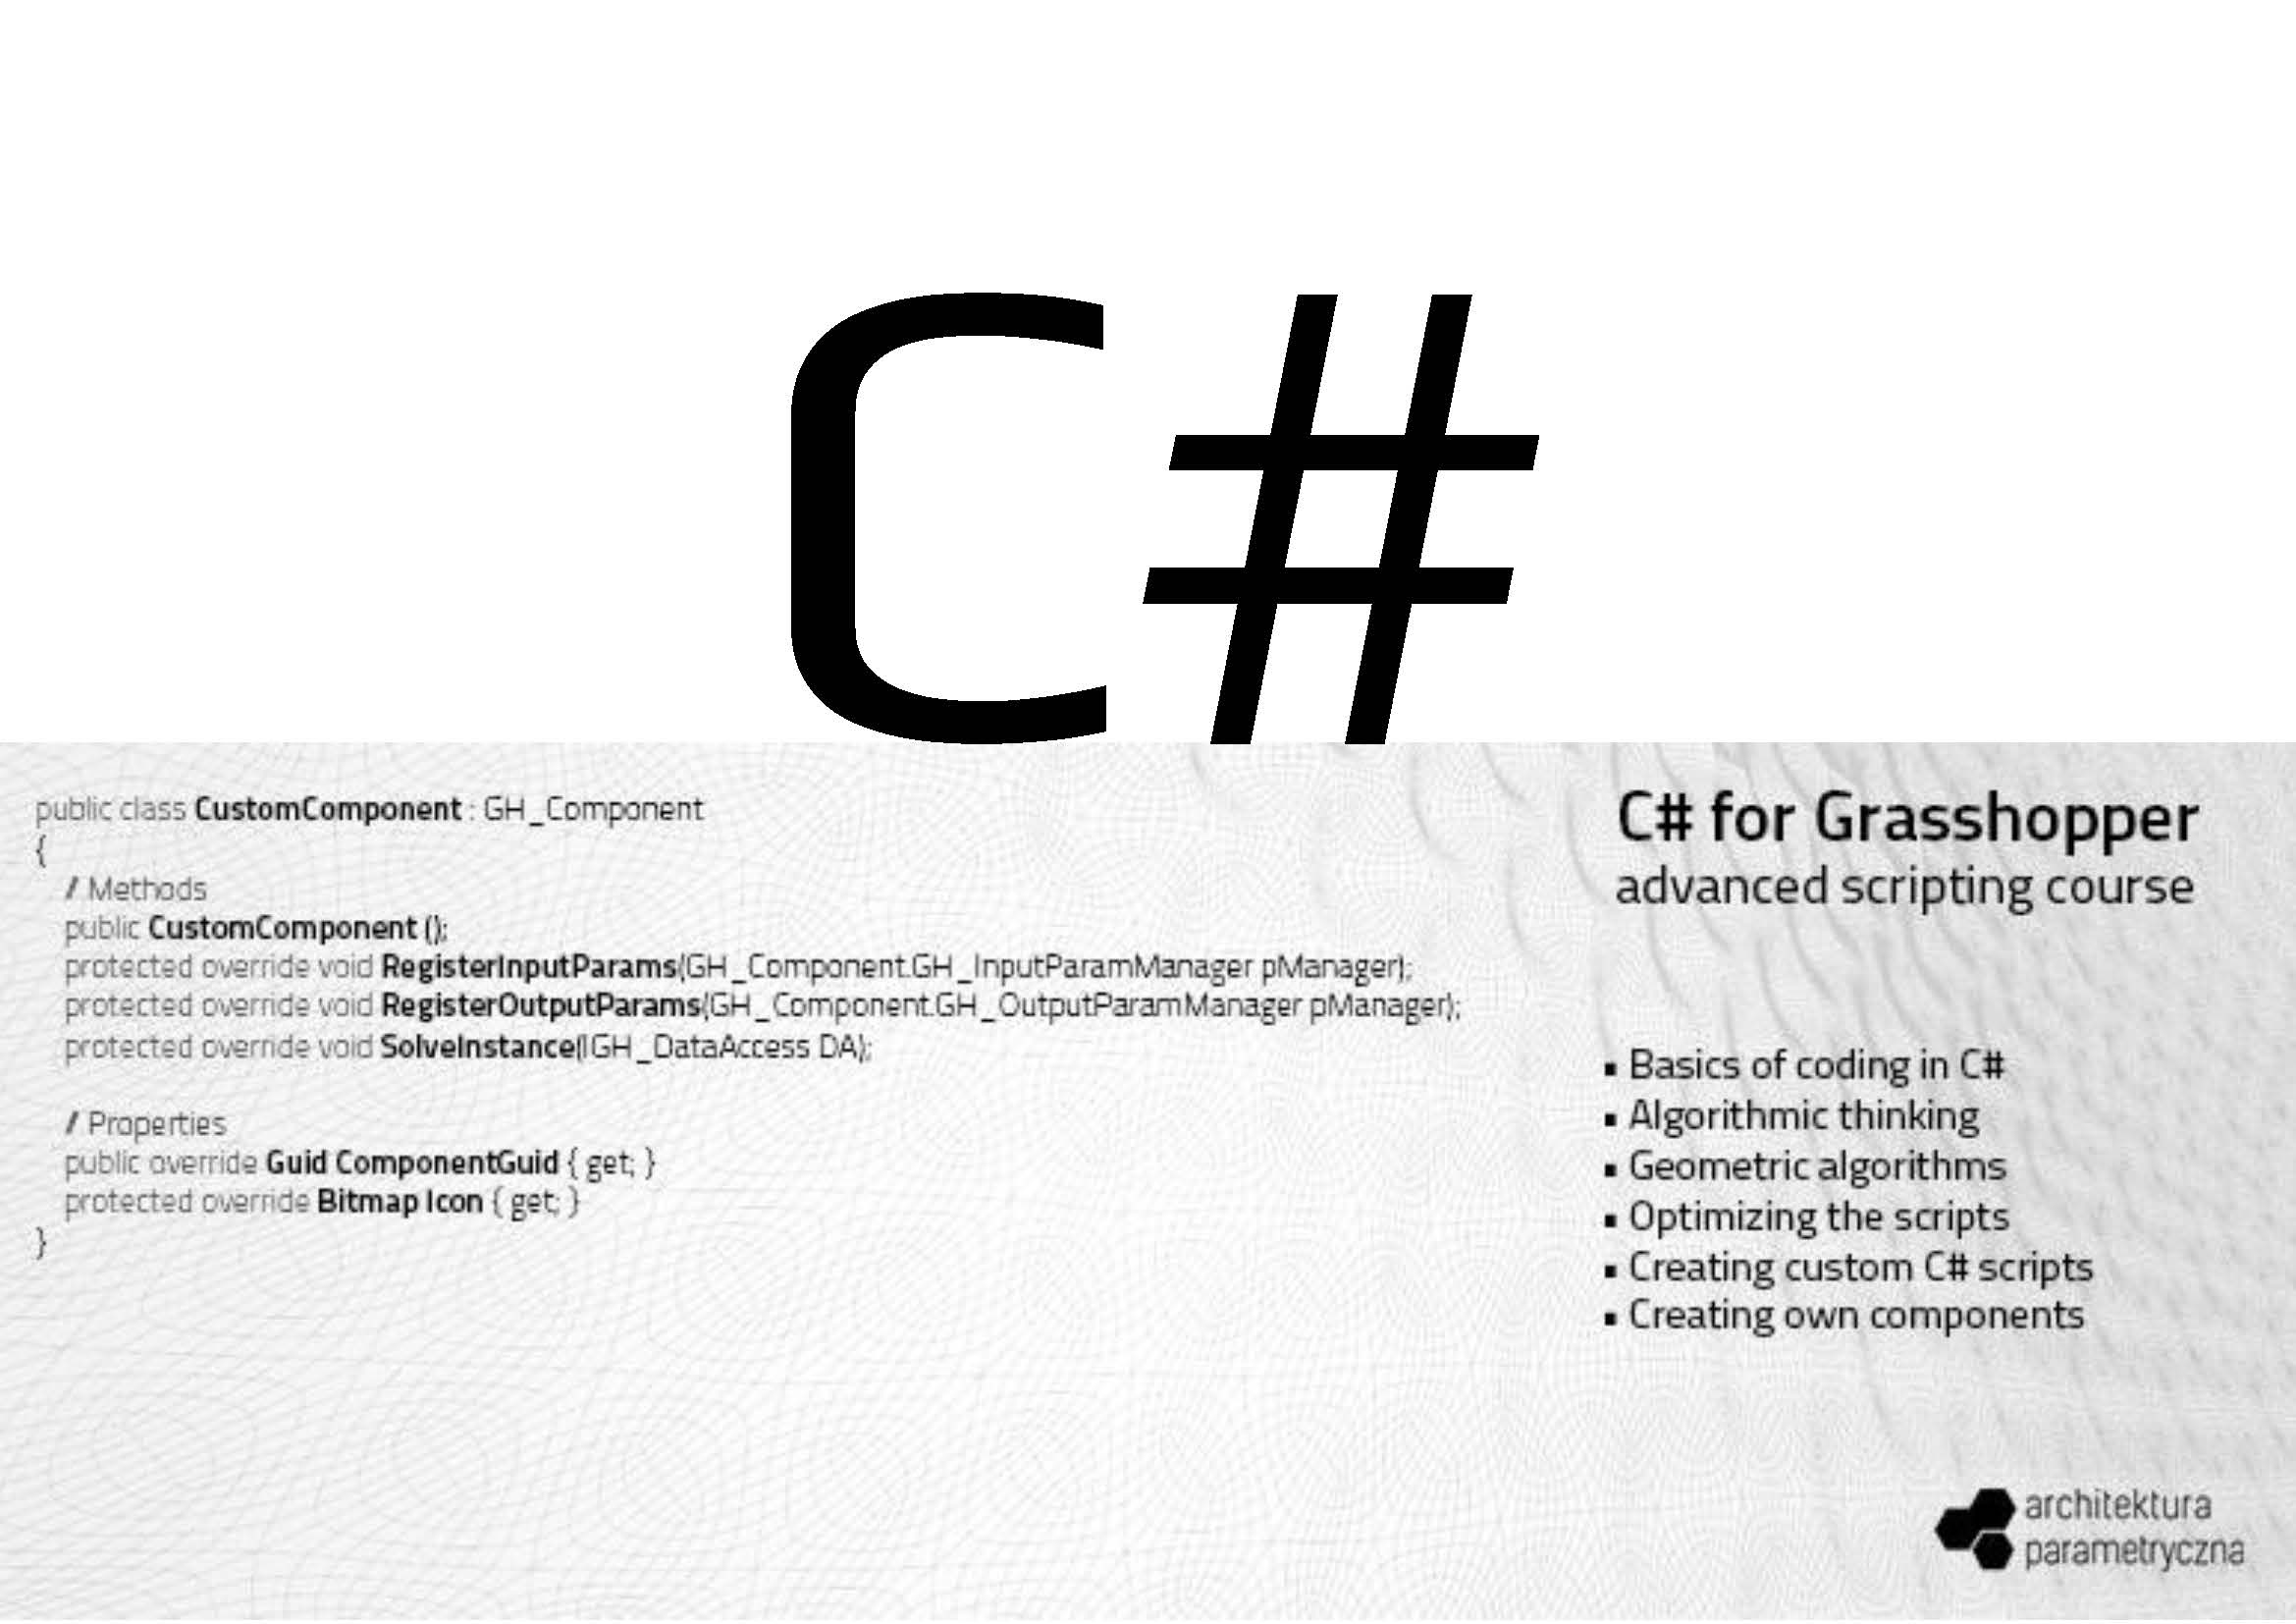 C#
public class CustomComponent : GH_Component
{
// Methods
public CustomComponent ();
protected override void RegisterInputParams(GH_Component.GH_InputParamManager pManager);
protected override void RegisterOutputParams(GH_Component.GH_OutputParamManager pManager);
protected override void SolveInstance(IGH_DataAccess DA);
// Properties
public override Guid ComponentGuid { get; }
protected override Bitmap Icon { get; }
}
C# for Grasshopper
advanced scripting course
▪ Basics of coding in C#
▪ Algorithmic thinking
▪ Geometric algorithms
▪ Optimizing the scripts
▪ Creating custom C# scripts
▪ Creating own components
architektura
parametryczna